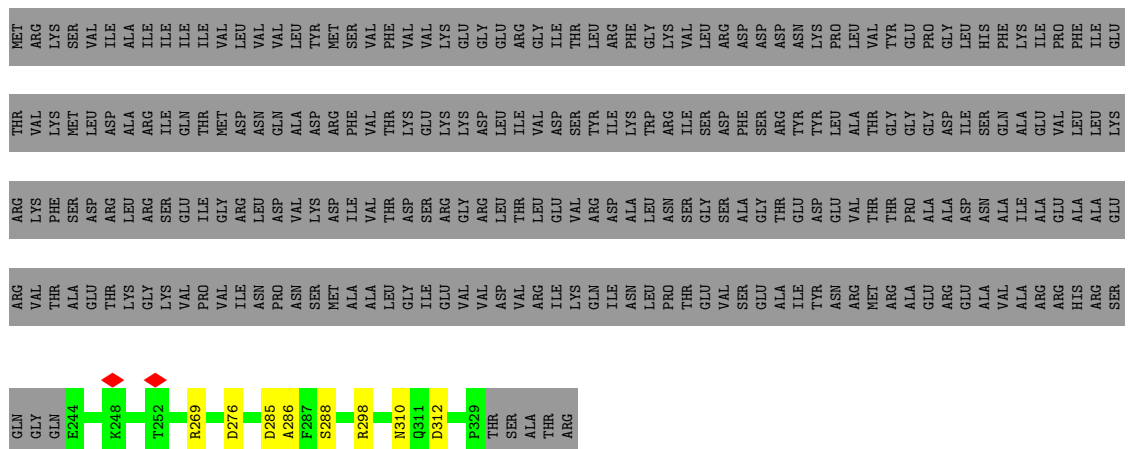 MET ARG LYS SER VAL ILE ALA ILE ILE ILE ILE VAL LEU VAL VAL LEU TYR MET SER VAL PHE VAL VAL LYS GLU GLY GLU ARG GLY ILE THR LEU ARG PHE GLY LYS VAL LEU ARG ASP ASP ASP ASN LYS PRO LEU VAL TYR GLU PRO GLY LEU HIS PHE LYS ILE PRO PHE ILE GLU
THR VAL LYS MET LEU ASP ALA ARG ILE GLN THR MET ASP ASN GLN ALA ASP ARG PHE VAL THR LYS GLU LYS LYS ASP LEU ILE VAL ASP SER TYR ILE LYS TRP ARG ILE SER ASP PHE SER ARG TYR TYR LEU ALA THR GLY GLY GLY ASP ILE SER GLN ALA GLU VAL LEU LEU LYS
ARG LYS PHE SER ASP ARG LEU ARG SER GLU ILE GLY ARG LEU ASP VAL LYS ASP ILE VAL THR ASP SER ARG GLY ARG LEU THR LEU GLU VAL ARG ASP ALA LEU ASN SER GLY SER ALA GLY THR GLU ASP GLU VAL THR THR PRO ALA ALA ASP ASN ALA ILE ALA GLU ALA ALA GLU
ARG VAL THR ALA GLU THR LYS GLY LYS VAL PRO VAL ILE ASN PRO ASN SER MET ALA ALA LEU GLY ILE GLU VAL VAL ASP VAL ARG ILE LYS GLN ILE ASN LEU PRO THR GLU VAL SER GLU ALA ILE TYR ASN ARG MET ARG ALA GLU ARG GLU ALA VAL ALA ARG ARG HIS ARG SER
GLN GLY GLN E244 K248 T252 R269 D276 D285 A286 F287 S288 R298 N310 Q311 D312 P329 THR SER ALA THR ARG